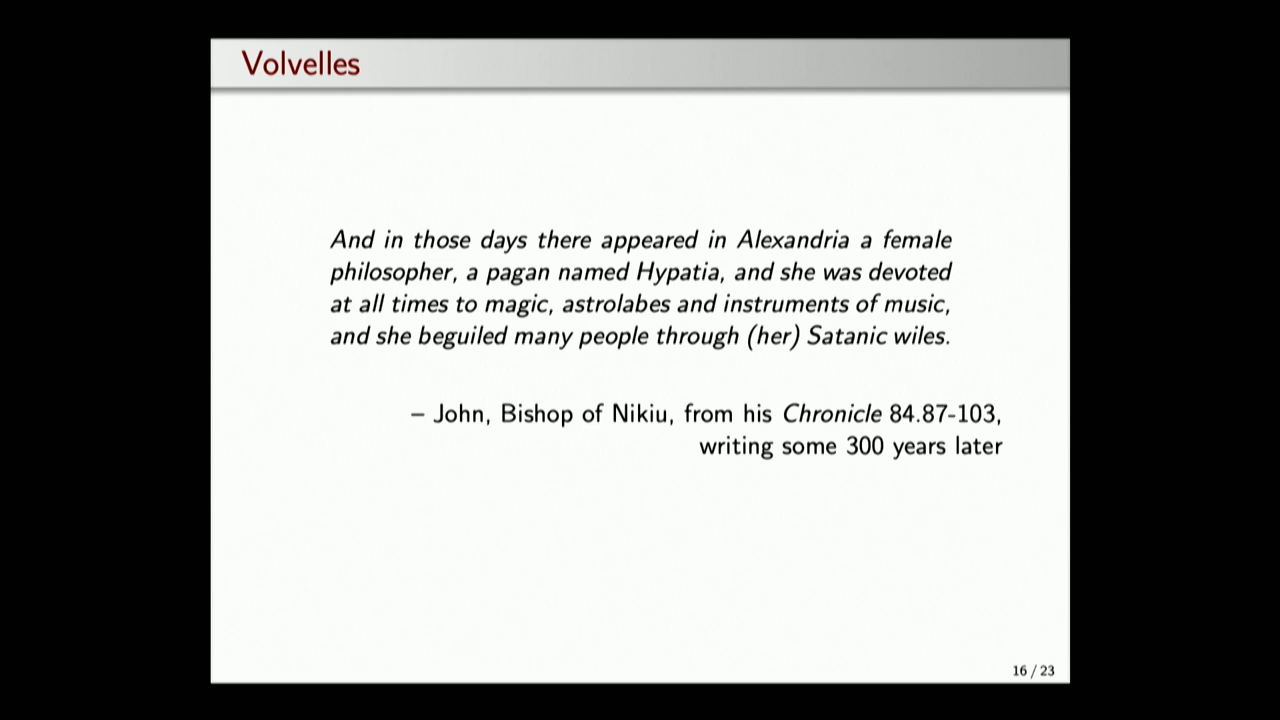 Volvelles
And in those days there appeared in Alexandria a female
philosopher, a pagan named Hypatia, and she was devoted
at all times to magic, astrolabes and instruments of music,
and she beguiled many people through (her) Satanic wiles.
– John, Bishop of Nikiu, from his Chronicle 84.87-103,
writing some 300 years later
16 / 23